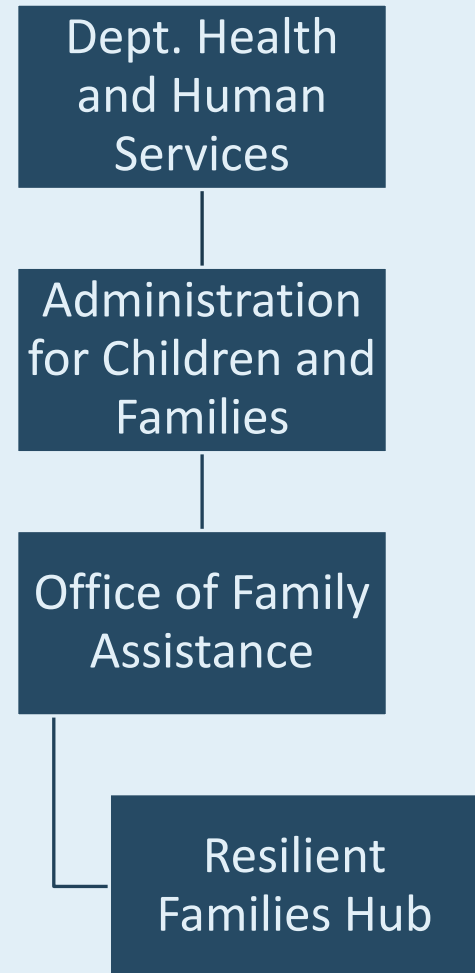 Dept. Health
and Human
Services
Administration
for Children and
Families
Office of Family
Assistance
Resilient
Families Hub